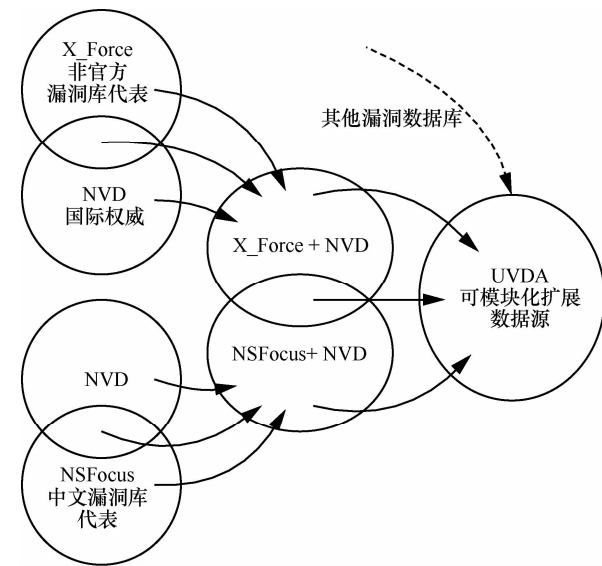 X_Force
非官方
漏洞库代表
NVD
国际权威
其他漏洞数据库
X_Force + NVD
NSFocus+ NVD
UVDA
可模块化扩展
数据源
NVD
NSFocus
中文漏洞库
代表